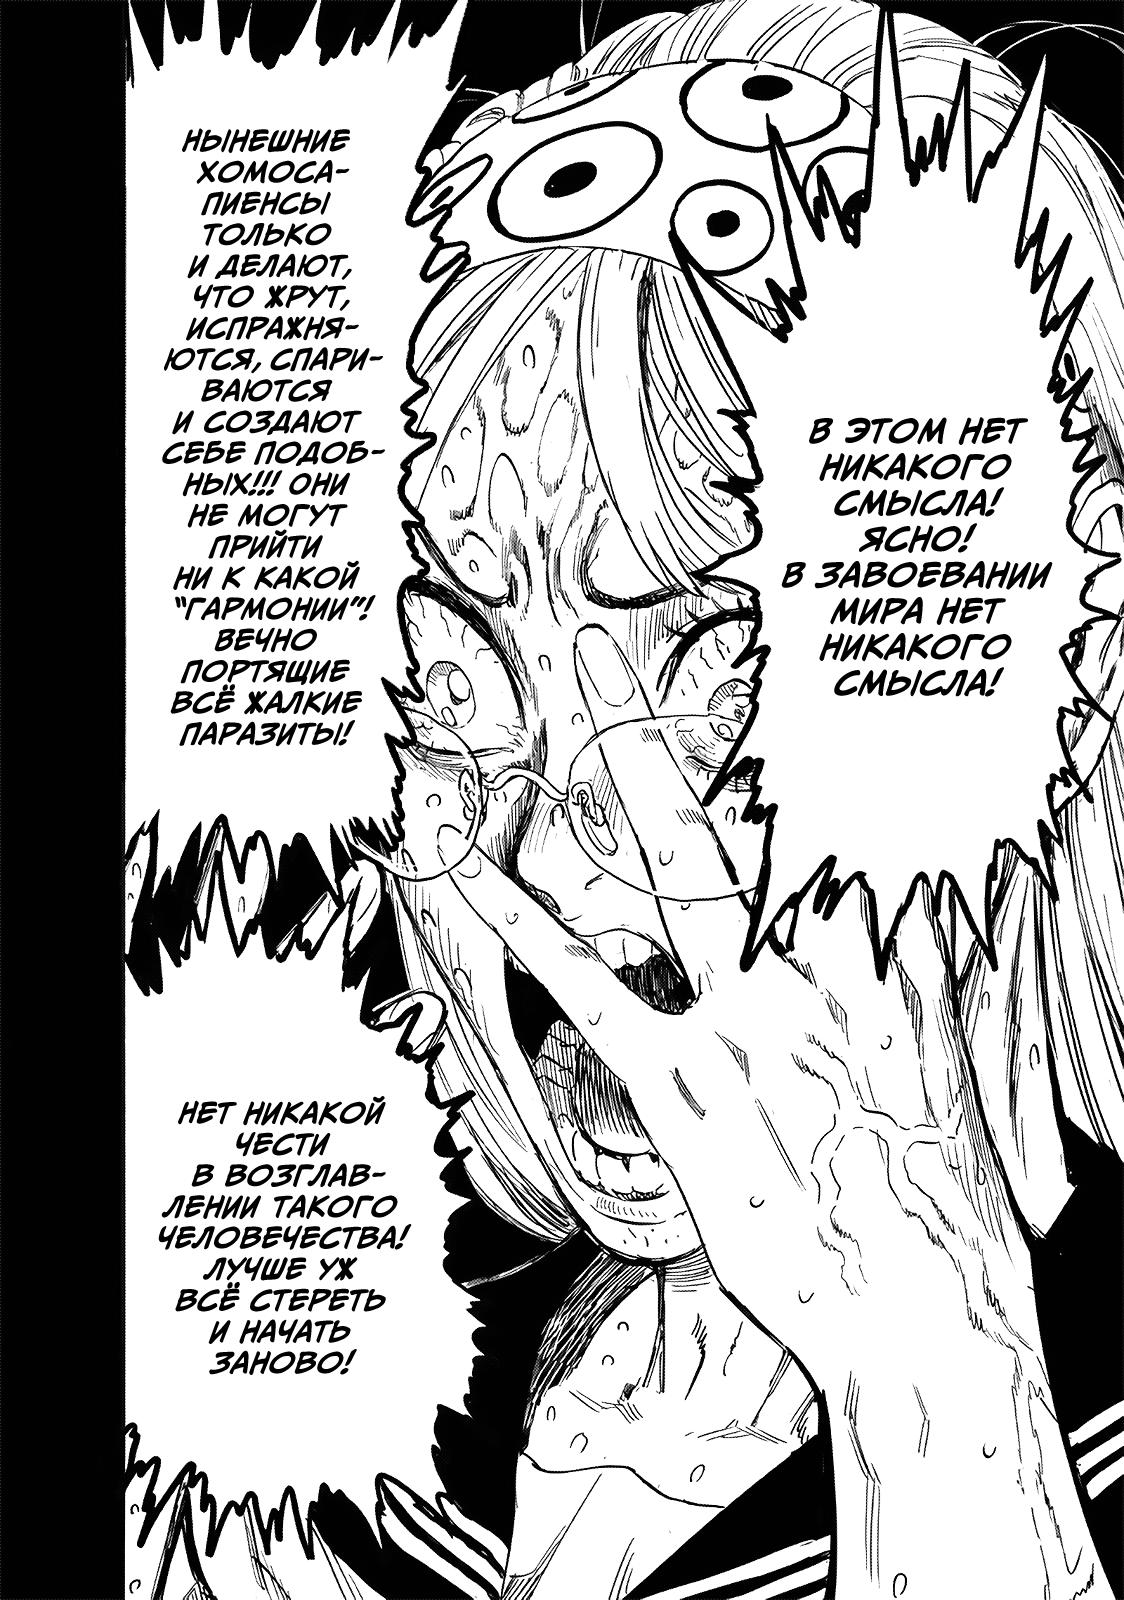 В ЭТОМ НЕТ
НИКАКОГО
СМЫСЛА!
ЯСНО!
В ЗАВОЕВАНИИ
МИРА НЕТ
НИКАКОГО
СМЫСЛА!
НЫНЕШНИЕ
ХОМОСА-
ПИЕНСЫ
ТОЛЬКО
И ДЕЛАЮТ,
ЧТО ЖРУТ,
ИСПРАЖНЯ-
ЮТСЯ, СПАРИ-
ВАЮТСЯ
И СОЗДАЮТ
СЕБЕ ПОДОБ-
НЫХ!!! ОНИ
НЕ МОГУТ
ПРИЙТИ
НИ К КАКОЙ
"ГАРМОНИИ"!
ВЕЧНО
ПОРТЯЩИЕ
ВСЁ ЖАЛКИЕ
ПАРАЗИТЫ!
НЕТ НИКАКОЙ
ЧЕСТИ
В ВОЗГЛАВ-
ЛЕНИИ ТАКОГО
ЧЕЛОВЕЧЕСТВА!
ЛУЧШЕ УЖ
ВСЁ СТЕРЕТЬ
И НАЧАТЬ
ЗАНОВО!